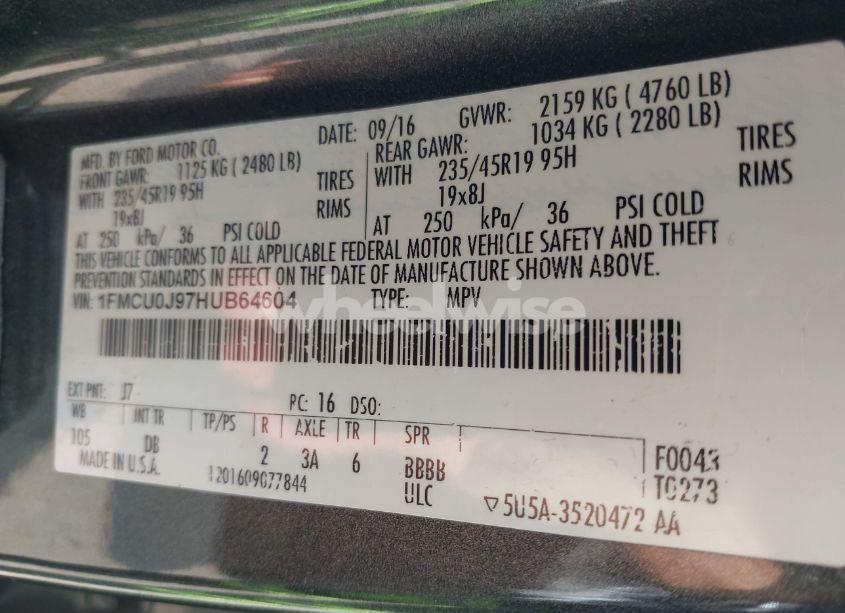 MFD. BY FORD MOTOR CO.
DATE: 09/16 GVWR: 2159 KG ( 4760 LB)
FRONT GAWR: 1125 KG ( 2480 LB)
REAR GAWR: 1034 KG ( 2280 LB)
WITH 235/45R19 95H TIRES
WITH 235/45R19 95H TIRES
19x8J RIMS
19x8J RIMS
AT 250 kPa/ 36 PSI COLD
AT 250 kPa/ 36 PSI COLD
THIS VEHICLE CONFORMS TO ALL APPLICABLE FEDERAL MOTOR VEHICLE SAFETY AND THEFT
PREVENTION STANDARDS IN EFFECT ON THE DATE OF MANUFACTURE SHOWN ABOVE.
VIN: 1FMCU0J97HUB64604 TYPE: MPV
wheelwise
EXT PNT: J7 PC: 16 DSO:
WB INT TR TP/PS R AXLE TR SPR
105 DB 2 3A 6 BBBB F0043
MADE IN U.S.A. 1201609077844 ULC T0273
▽5U5A-3520472 AA